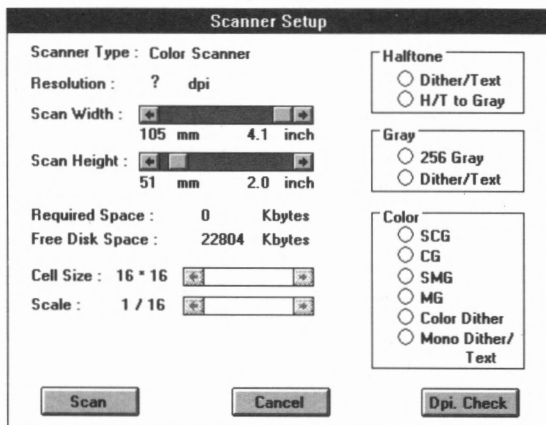 Scanner Setup
Scanner Type : Color Scanner
Resolution : ? dpi
Scan Width :
105 mm 4.1 inch
Scan Height :
51 mm 2.0 inch
Required Space : 0 Kbytes
Free Disk Space : 22804 Kbytes
Cell Size : 16 * 16
Scale : 1 / 16
Halftone
Dither/Text
H/T to Gray
Gray
256 Gray
Dither/Text
Color
SCG
CG
SMG
MG
Color Dither
Mono Dither/
Text
Scan
Cancel
Dpi. Check